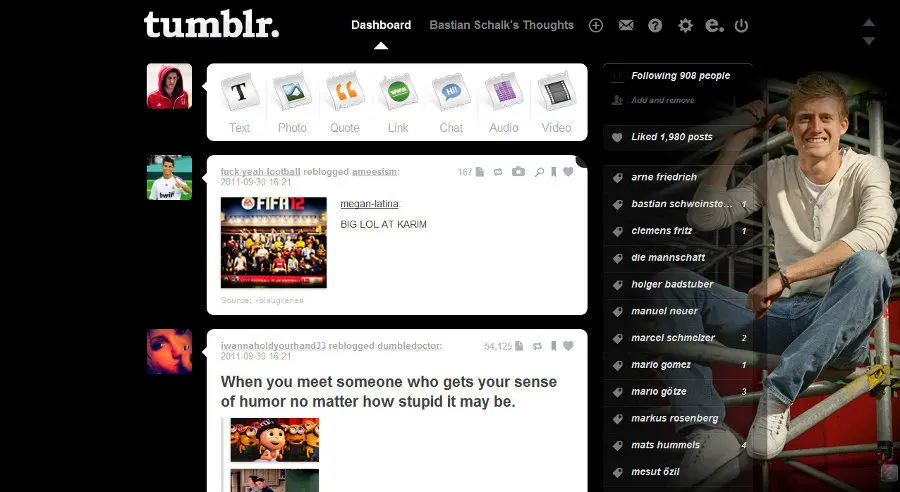 tumblr.
Dashboard
Bastian Schalk's Thoughts
T
www
Hi!
Text
Photo
Quote
Link
Chat
Audio
Video
fuck-yeah-football reblogged ameesism:
2011-09-30 16:21
167
FIFA 12
bwin
megan-latina:
BIG LOL AT KARIM
Source: -blaugranas
iwannaholdyourhand33 reblogged dumbledoctor:
2011-09-30 16:21
54,125
When you meet someone who gets your sense
of humor no matter how stupid it may be.
Following 908 people
Add and remove
Liked 1,980 posts
arne friedrich
bastian schweinste... 1
clemens fritz 1
die mannschaft
holger badstuber
manuel neuer
marcel schmelzer 2
mario gomez 1
mario götze 3
markus rosenberg
mats hummels 4
mesut özil